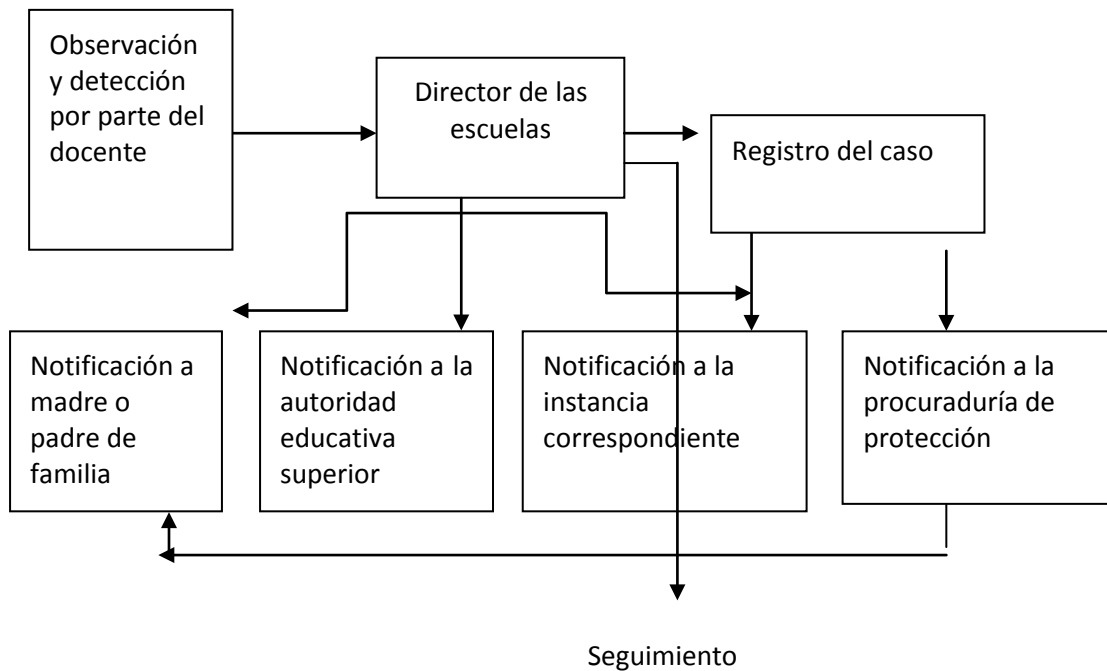 Observación
y detección
por parte del
docente
Director de las
escuelas
Registro del caso
Notificación a
madre o
padre de
familia
Notificación a la
autoridad
educativa
superior
Notificación a la
instancia
correspondiente
Notificación a la
procuraduría de
protección
Seguimiento